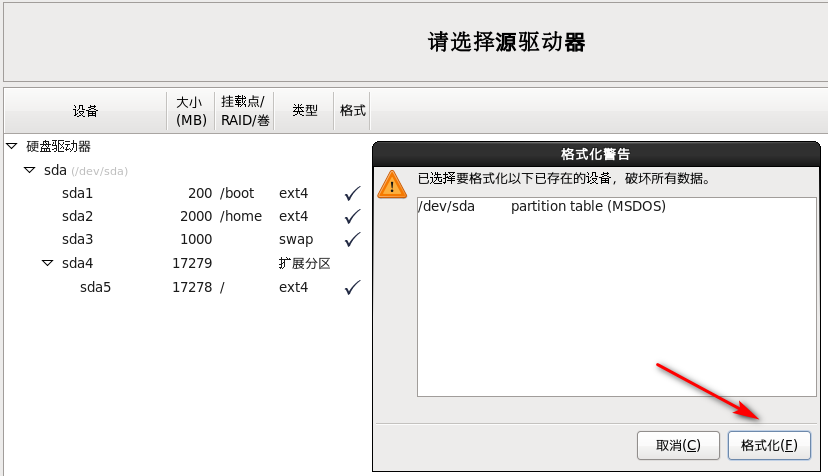 请选择源驱动器
设备 大小 (MB) 挂载点/ RAID/卷 类型 格式
硬盘驱动器
sda (/dev/sda)
sda1 200 /boot ext4 ✓
sda2 2000 /home ext4 ✓
sda3 1000 swap ✓
sda4 17279 扩展分区
sda5 17278 / ext4 ✓
格式化警告
已选择要格式化以下已存在的设备，破坏所有数据。
/dev/sda partition table (MSDOS)
取消(C) 格式化(F)